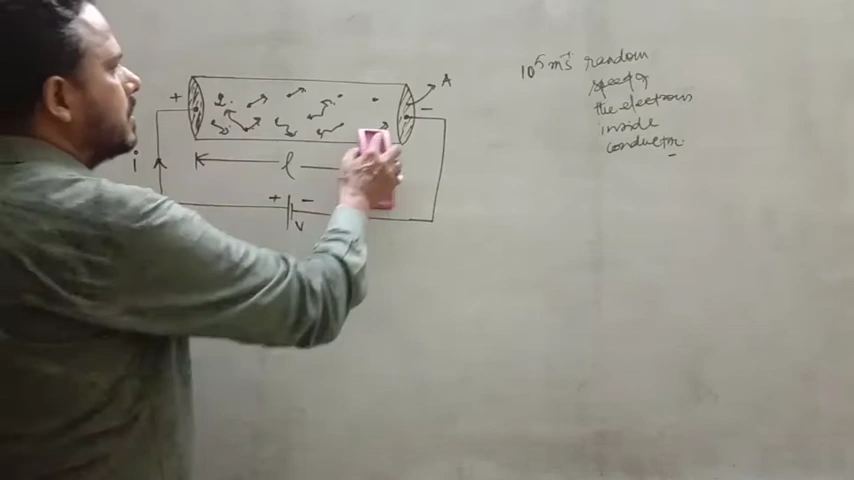 10⁵ ms⁻¹ random
speed of
the electrons
inside
conductor.
A
+ -
i
l
+ -
V